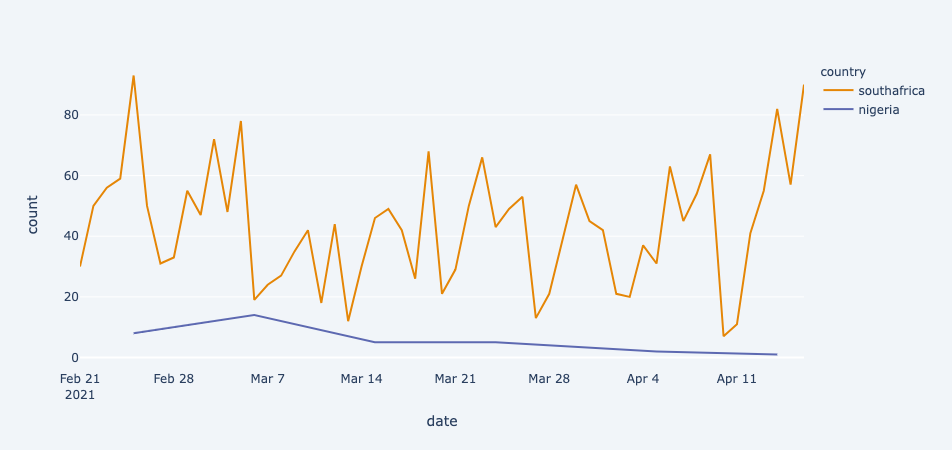 country
southafrica
nigeria
80
60
40
20
0
count
Feb 21
2021
Feb 28
Mar 7
Mar 14
Mar 21
Mar 28
Apr 4
Apr 11
date